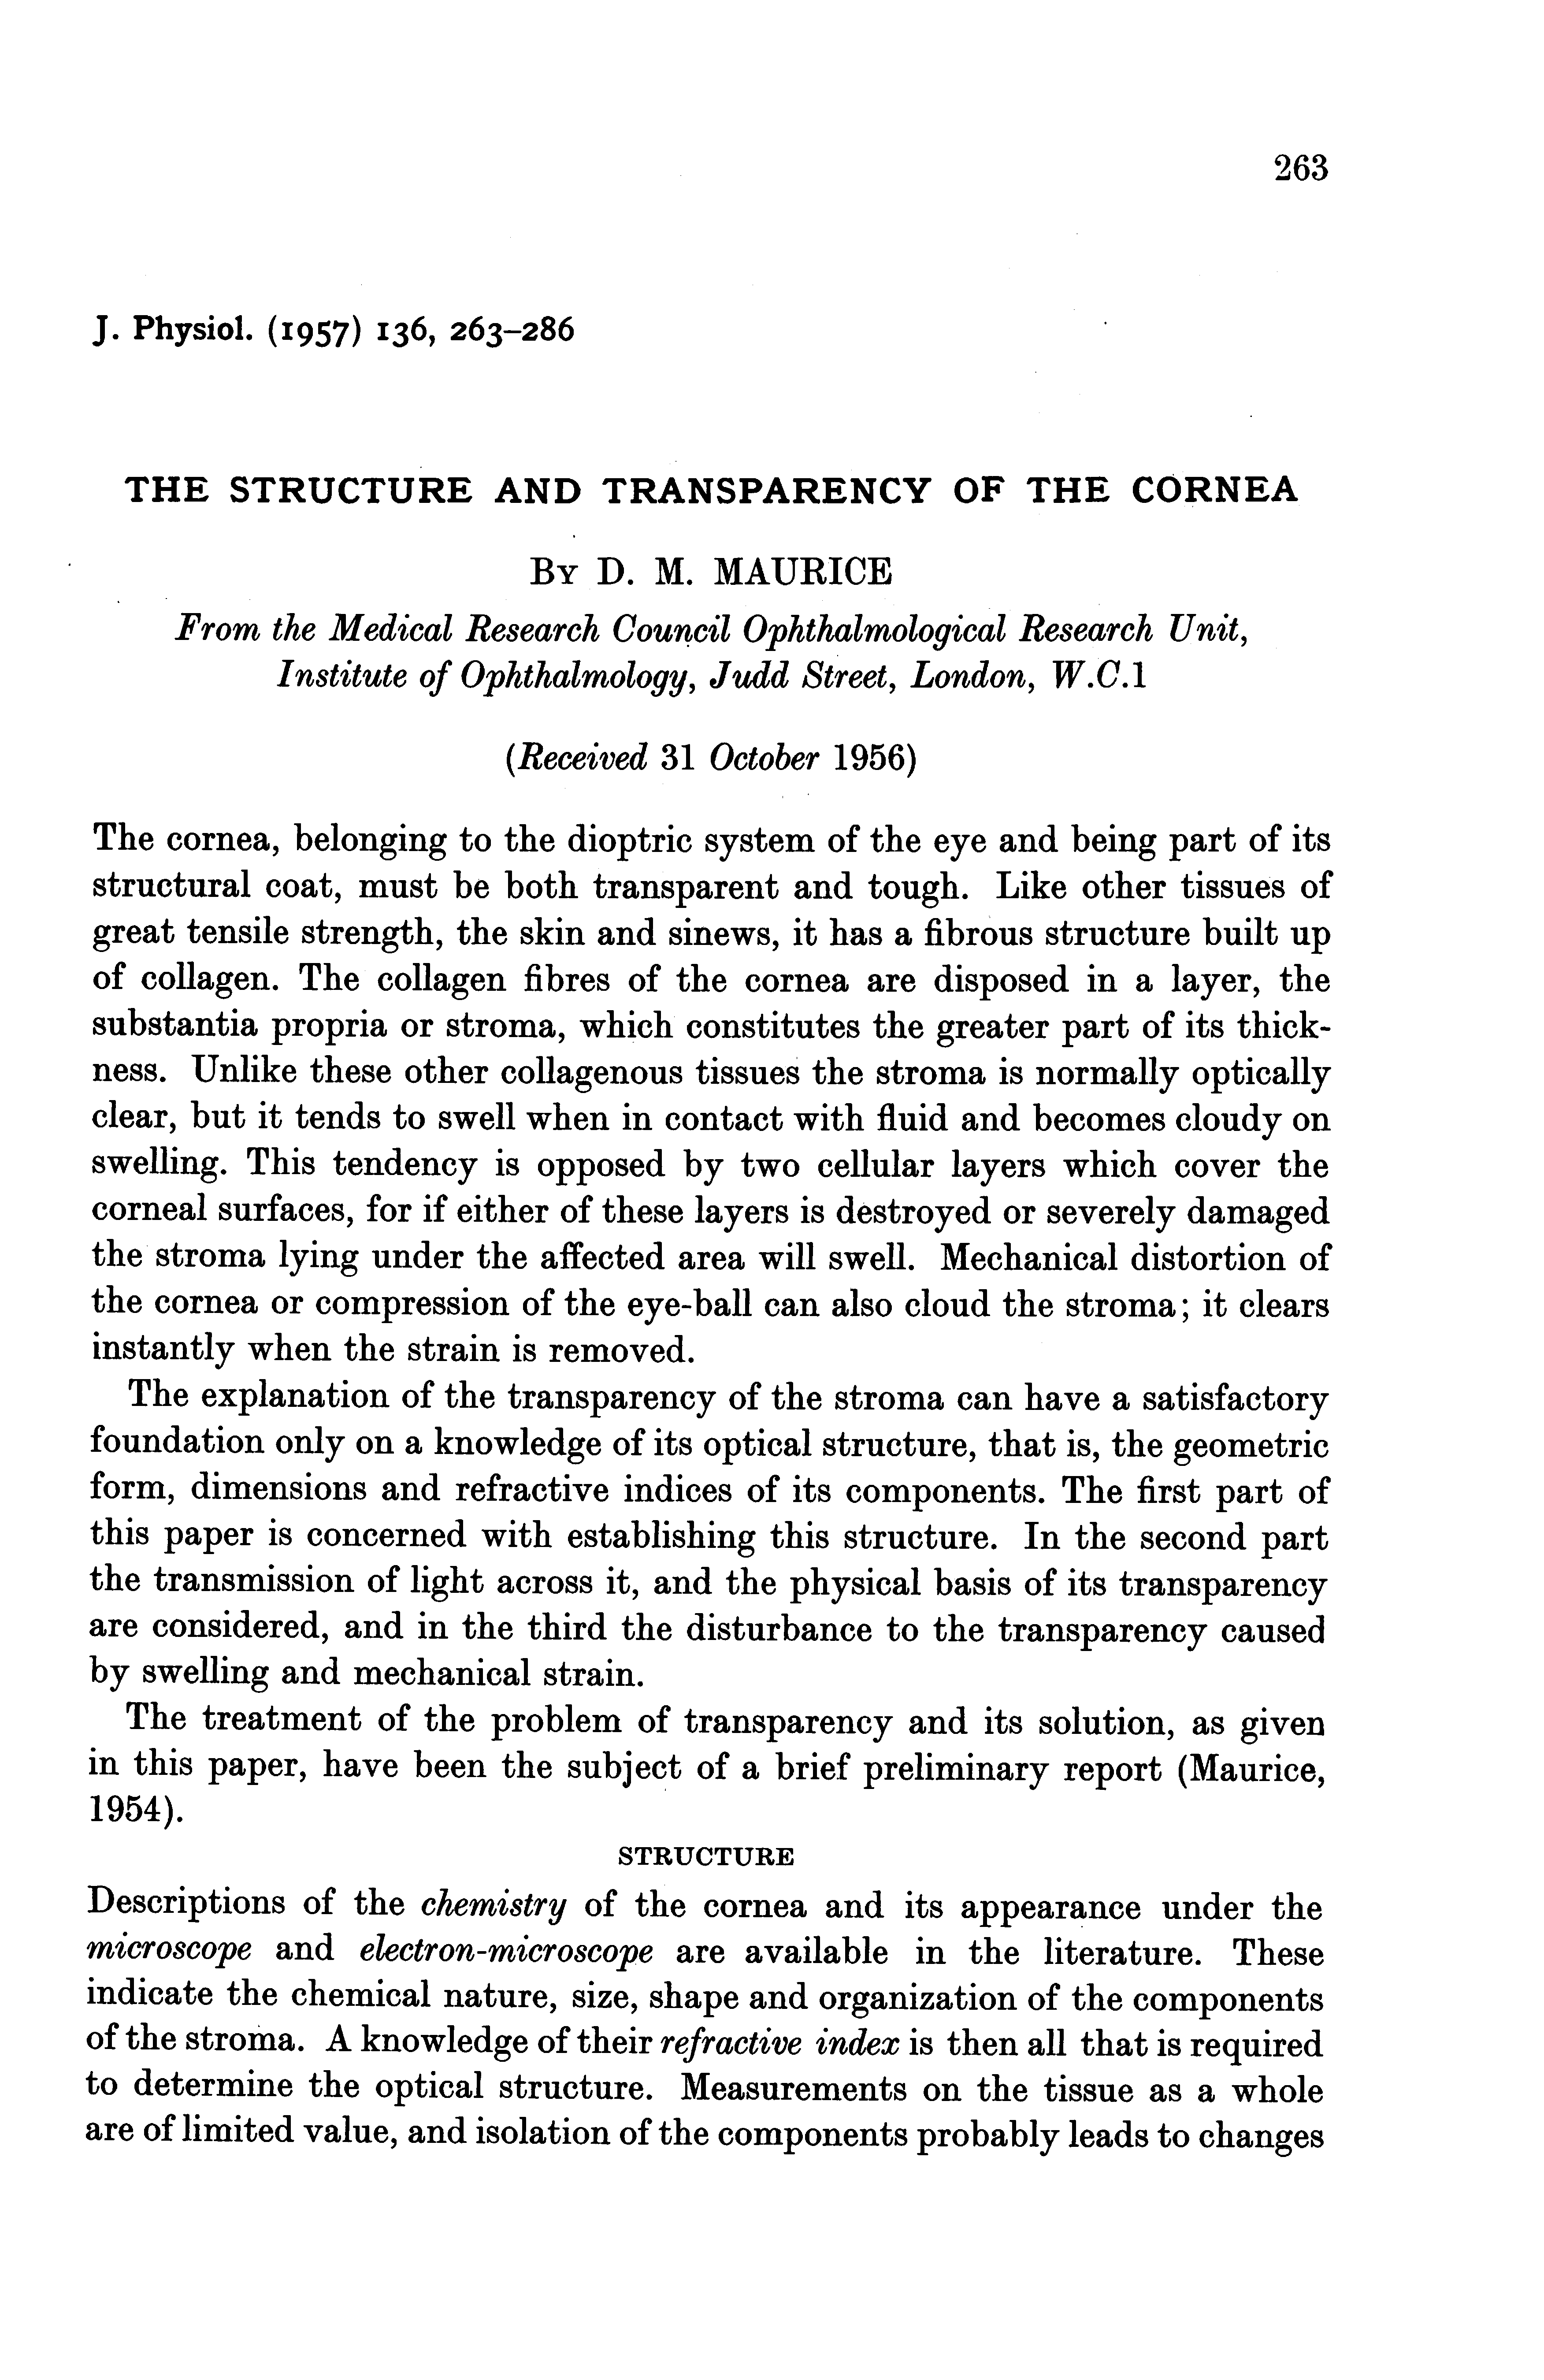 263
J. Physiol. (1957) 136, 263–286
THE STRUCTURE AND TRANSPARENCY OF THE CORNEA
By D. M. MAURICE
From the Medical Research Council Ophthalmological Research Unit,
Institute of Ophthalmology, Judd Street, London, W.C.1
(Received 31 October 1956)
The cornea, belonging to the dioptric system of the eye and being part of its
structural coat, must be both transparent and tough. Like other tissues of
great tensile strength, the skin and sinews, it has a fibrous structure built up
of collagen. The collagen fibres of the cornea are disposed in a layer, the
substantia propria or stroma, which constitutes the greater part of its thick-
ness. Unlike these other collagenous tissues the stroma is normally optically
clear, but it tends to swell when in contact with fluid and becomes cloudy on
swelling. This tendency is opposed by two cellular layers which cover the
corneal surfaces, for if either of these layers is destroyed or severely damaged
the stroma lying under the affected area will swell. Mechanical distortion of
the cornea or compression of the eye-ball can also cloud the stroma; it clears
instantly when the strain is removed.
The explanation of the transparency of the stroma can have a satisfactory
foundation only on a knowledge of its optical structure, that is, the geometric
form, dimensions and refractive indices of its components. The first part of
this paper is concerned with establishing this structure. In the second part
the transmission of light across it, and the physical basis of its transparency
are considered, and in the third the disturbance to the transparency caused
by swelling and mechanical strain.
The treatment of the problem of transparency and its solution, as given
in this paper, have been the subject of a brief preliminary report (Maurice,
1954).
STRUCTURE
Descriptions of the chemistry of the cornea and its appearance under the
microscope and electron-microscope are available in the literature. These
indicate the chemical nature, size, shape and organization of the components
of the stroma. A knowledge of their refractive index is then all that is required
to determine the optical structure. Measurements on the tissue as a whole
are of limited value, and isolation of the components probably leads to changes